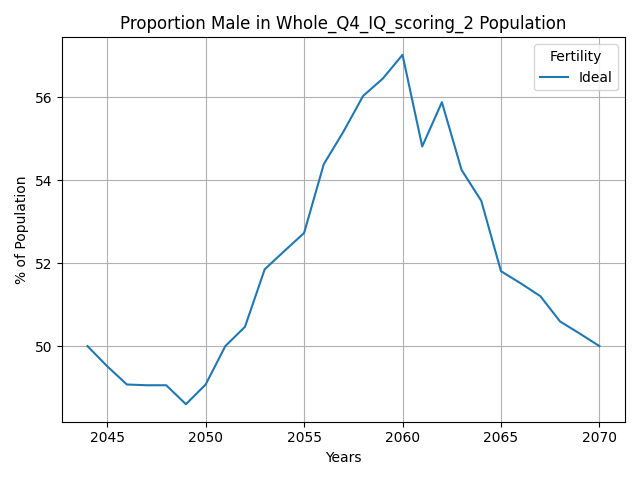 Proportion Male in Whole_Q4_IQ_scoring_2 Population
Fertility
Ideal
% of Population
56
54
52
50
2045 2050 2055 2060 2065 2070
Years